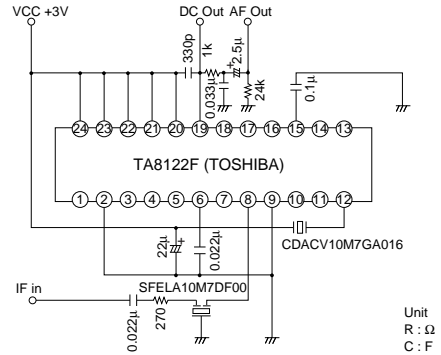 VCC +3V
DC Out AF Out
330p
1k
2.5μ
+
0.033μ
24k
0.1μ
24 23 22 21 20 19 18 17 16 15 14 13
TA8122F (TOSHIBA)
1 2 3 4 5 6 7 8 9 10 11 12
22μ
+
0.022μ
CDACV10M7GA016
IF in
SFELA10M7DF00
0.022μ
270
Unit
R : Ω
C : F